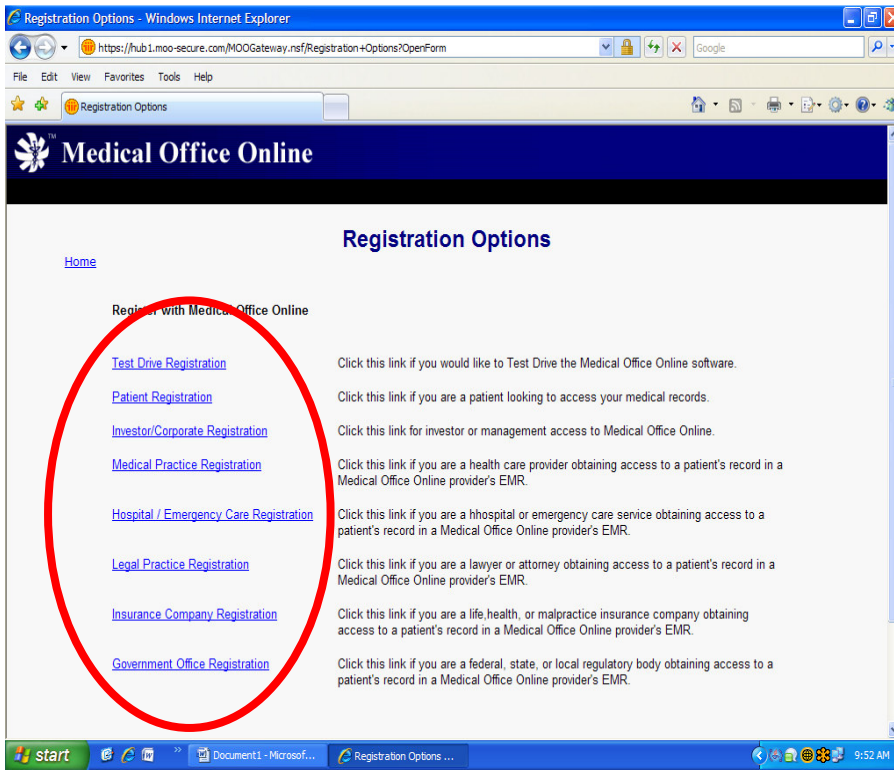 Registration Options - Windows Internet Explorer
https://hub1.moo-secure.com/MOOGateway.nsf/Registration+Options?OpenForm
Google
File Edit View Favorites Tools Help
Registration Options
Medical Office Online
TM
Registration Options
Home
Register with Medical Office Online
Test Drive Registration
Click this link if you would like to Test Drive the Medical Office Online software.
Patient Registration
Click this link if you are a patient looking to access your medical records.
Investor/Corporate Registration
Click this link for investor or management access to Medical Office Online.
Medical Practice Registration
Click this link if you are a health care provider obtaining access to a patient's record in a
Medical Office Online provider's EMR.
Hospital / Emergency Care Registration
Click this link if you are a hhospital or emergency care service obtaining access to a
patient's record in a Medical Office Online provider's EMR.
Legal Practice Registration
Click this link if you are a lawyer or attorney obtaining access to a patient's record in a
Medical Office Online provider's EMR.
Insurance Company Registration
Click this link if you are a life,health, or malpractice insurance company obtaining
access to a patient's record in a Medical Office Online provider's EMR.
Government Office Registration
Click this link if you are a federal, state, or local regulatory body obtaining access to a
patient's record in a Medical Office Online provider's EMR.
start
Document1 - Microsof...
Registration Options ...
9:52 AM